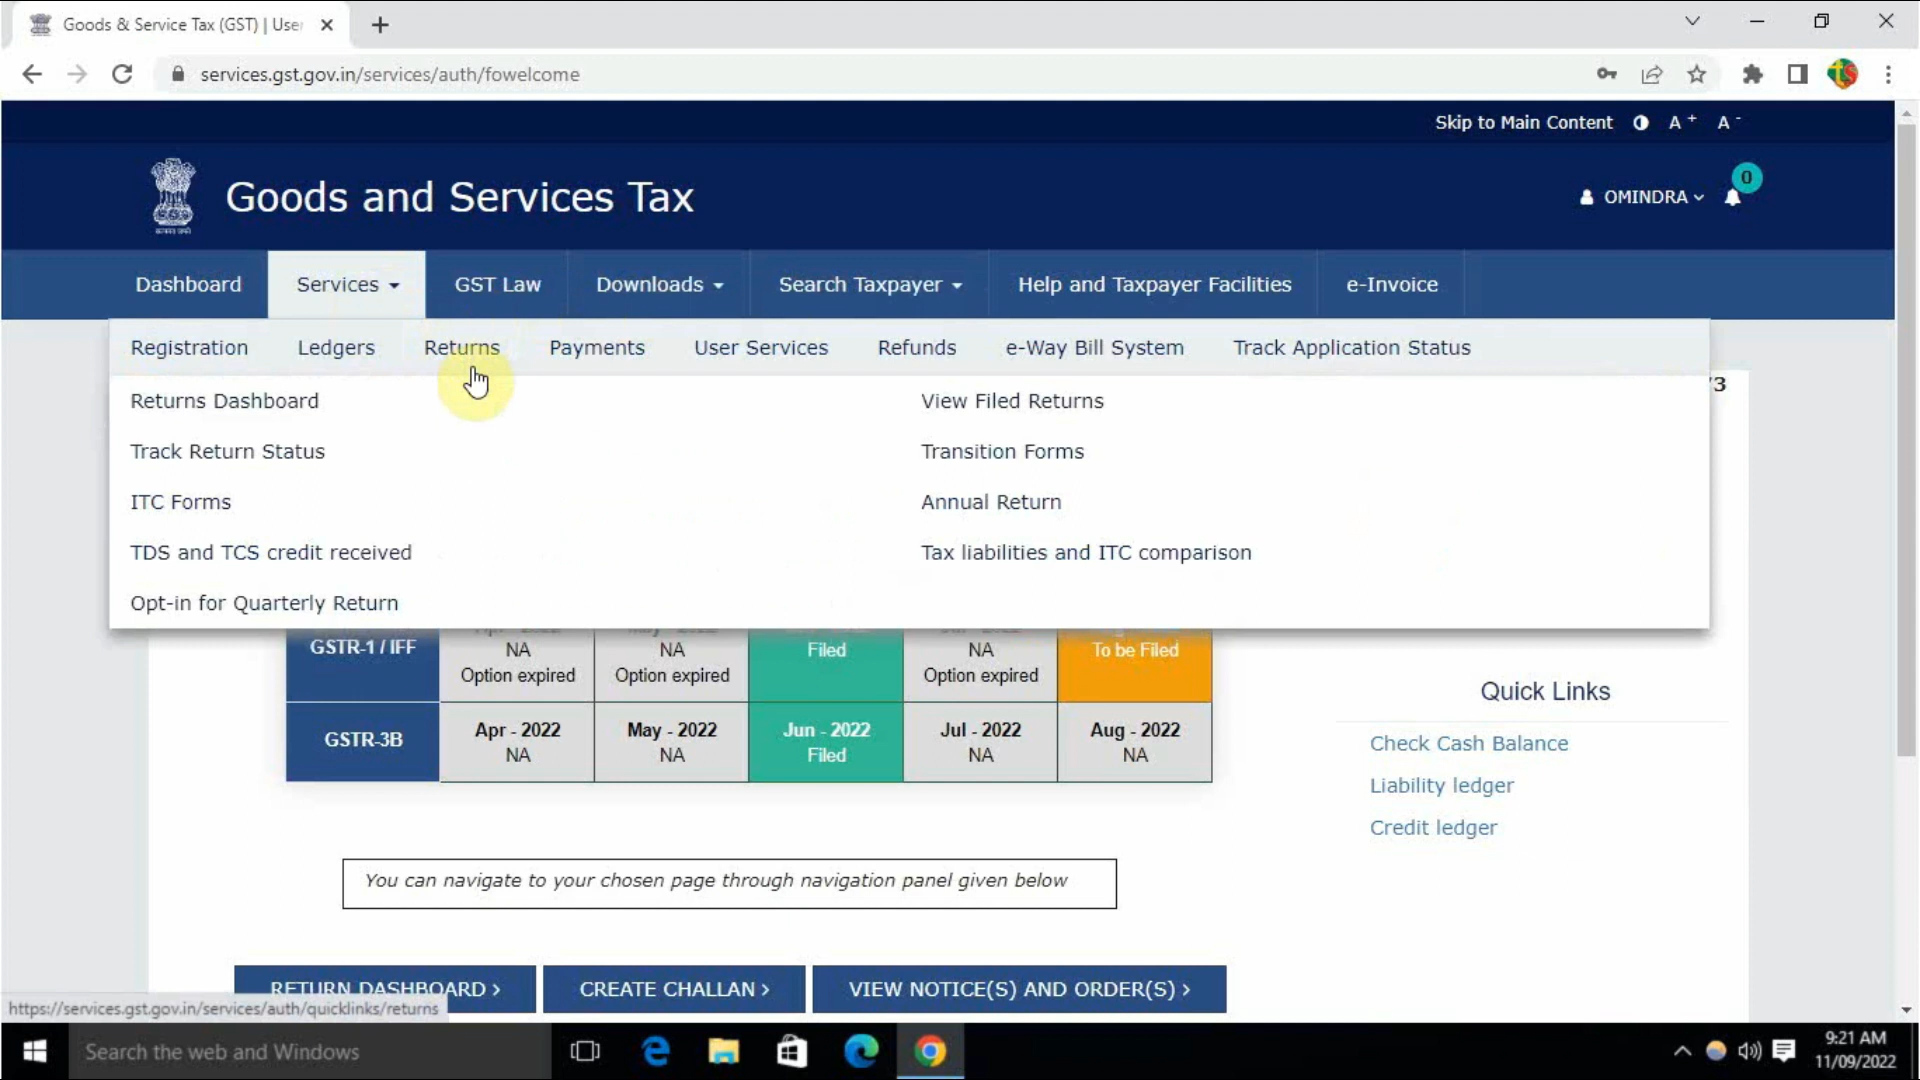 Goods & Service Tax (GST) | User
services.gst.gov.in/services/auth/fowelcome
Skip to Main Content A + A -
Goods and Services Tax
OMINDRA
0
Dashboard Services GST Law Downloads Search Taxpayer Help and Taxpayer Facilities e-Invoice
Registration Ledgers Returns Payments User Services Refunds e-Way Bill System Track Application Status
Returns Dashboard View Filed Returns
Track Return Status Transition Forms
ITC Forms Annual Return
TDS and TCS credit received Tax liabilities and ITC comparison
Opt-in for Quarterly Return
GSTR-1 / IFF NA NA Filed NA To be Filed
Option expired Option expired Option expired
GSTR-3B Apr - 2022 May - 2022 Jun - 2022 Jul - 2022 Aug - 2022
NA NA Filed NA NA
Quick Links
Check Cash Balance
Liability ledger
Credit ledger
You can navigate to your chosen page through navigation panel given below
RETURN DASHBOARD > CREATE CHALLAN > VIEW NOTICE(S) AND ORDER(S) >
https://services.gst.gov.in/services/auth/quicklinks/returns
Search the web and Windows
9:21 AM
11/09/2022